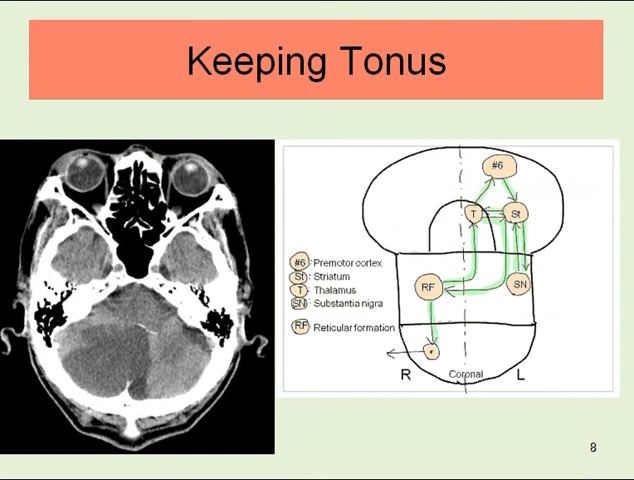 Keeping Tonus
#6
T
St
#6 : Premotor cortex
St : Striatum
T : Thalamus
SN : Substantia nigra
RF : Reticular formation
RF
SN
R
Coronal
L
8